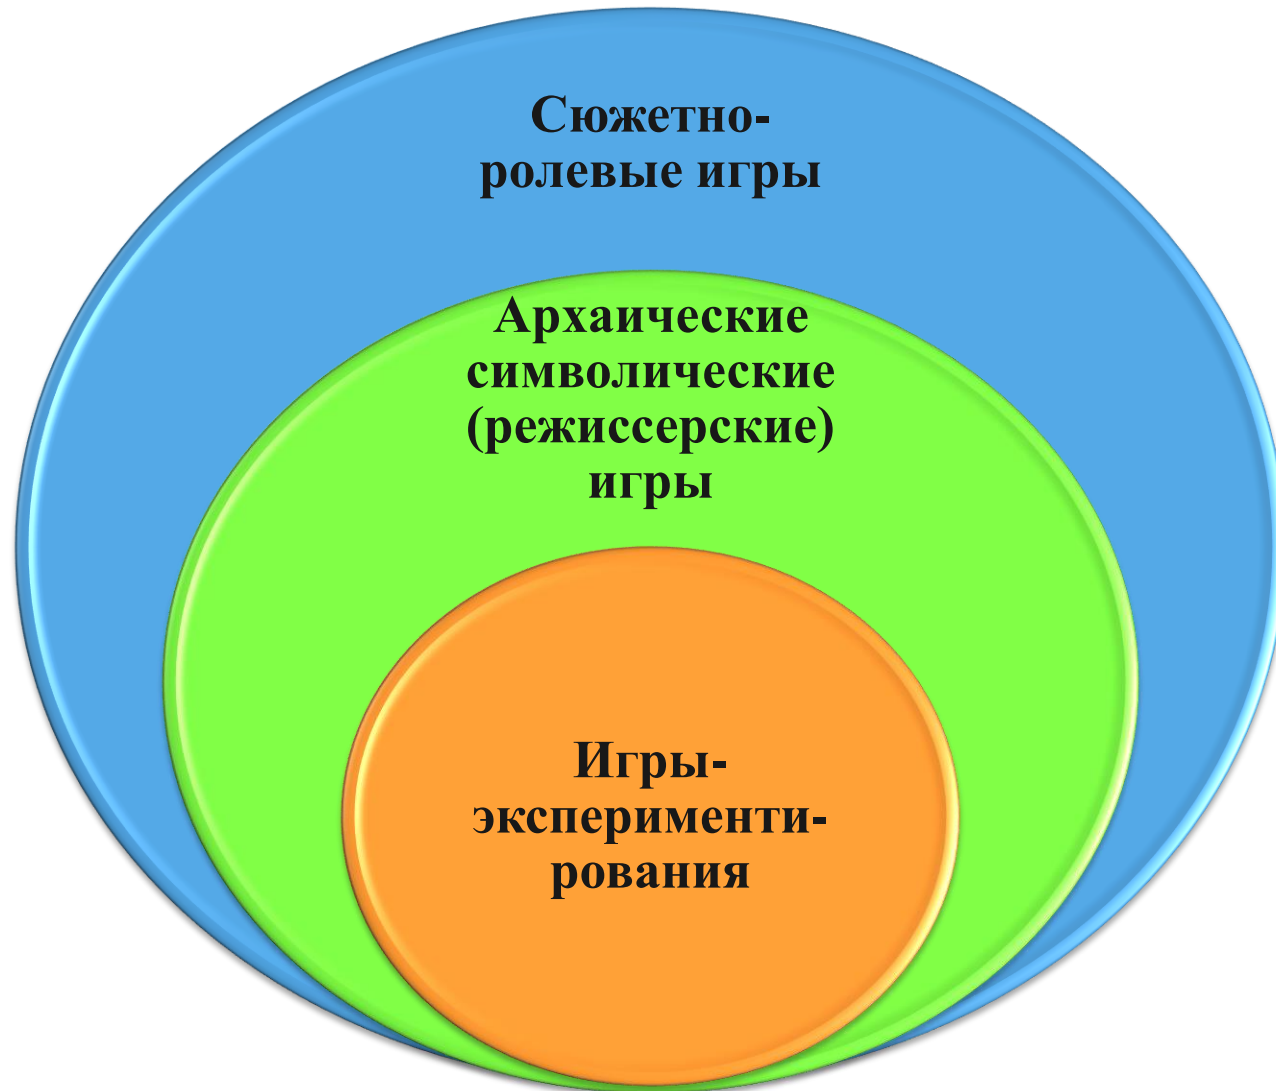 Сюжетно-
ролевые игры
Архаические
символические
(режиссерские)
игры
Игры-
эксперименти-
рования